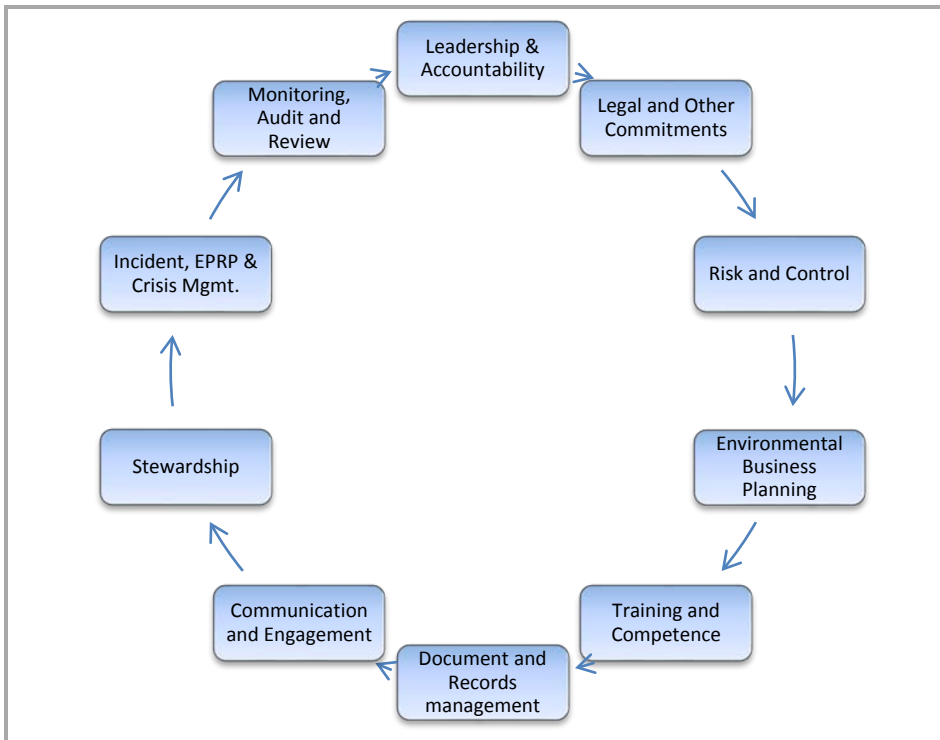 Leadership &
Accountability
Legal and Other
Commitments
Risk and Control
Environmental
Business
Planning
Training and
Competence
Document and
Records
management
Communication
and Engagement
Stewardship
Incident, EPRP &
Crisis Mgmt.
Monitoring,
Audit and
Review